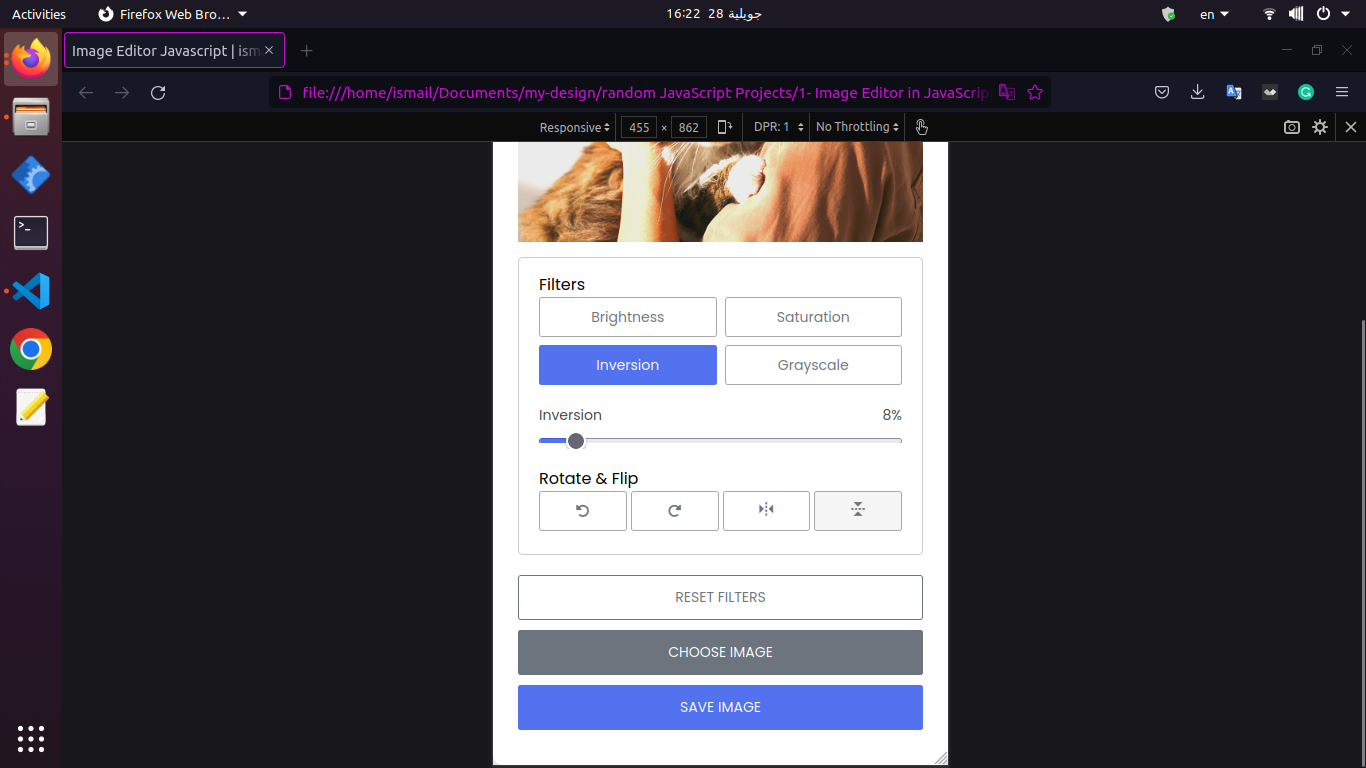 Activities
Firefox Web Bro…
16:22 28 جويلية
en
Image Editor Javascript | ism
file:///home/ismail/Documents/my-design/random JavaScript Projects/1- Image Editor in JavaScrip
Responsive
455 × 862
DPR: 1
No Throttling
Filters
Brightness
Saturation
Inversion
Grayscale
Inversion
8%
Rotate & Flip
RESET FILTERS
CHOOSE IMAGE
SAVE IMAGE